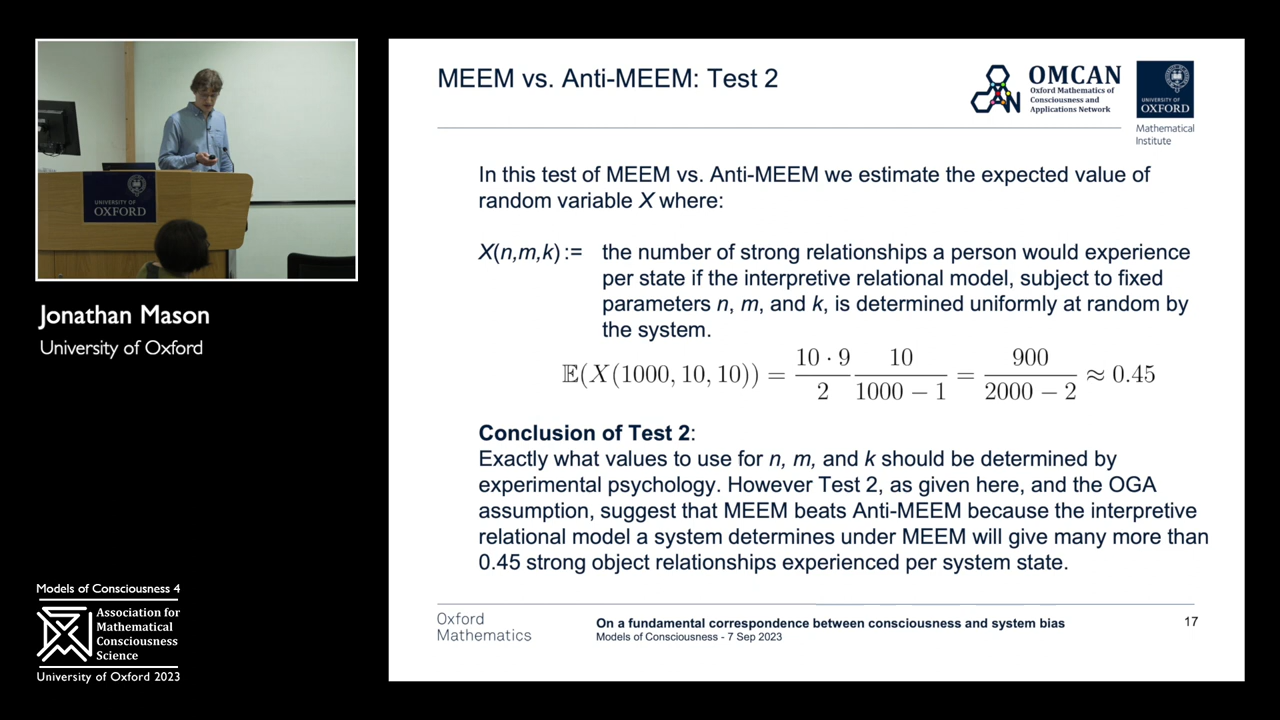 MEEM vs. Anti-MEEM: Test 2
OMCAN
Oxford Mathematics of
Consciousness and
Applications Network
UNIVERSITY OF
OXFORD
Mathematical
Institute
In this test of MEEM vs. Anti-MEEM we estimate the expected value of
random variable X where:
X(n,m,k) := the number of strong relationships a person would experience
per state if the interpretive relational model, subject to fixed
parameters n, m, and k, is determined uniformly at random by
the system.
𝔼(X(1000, 10, 10)) = 10 · 9 / 2 10 / 1000 − 1 = 900 / 2000 − 2 ≈ 0.45
Conclusion of Test 2:
Exactly what values to use for n, m, and k should be determined by
experimental psychology. However Test 2, as given here, and the OGA
assumption, suggest that MEEM beats Anti-MEEM because the interpretive
relational model a system determines under MEEM will give many more than
0.45 strong object relationships experienced per system state.
Oxford
Mathematics
On a fundamental correspondence between consciousness and system bias
Models of Consciousness - 7 Sep 2023
17
UNIVERSITY OF
OXFORD
Jonathan Mason
University of Oxford
Models of Consciousness 4
Association for
Mathematical
Consciousness
Science
University of Oxford 2023